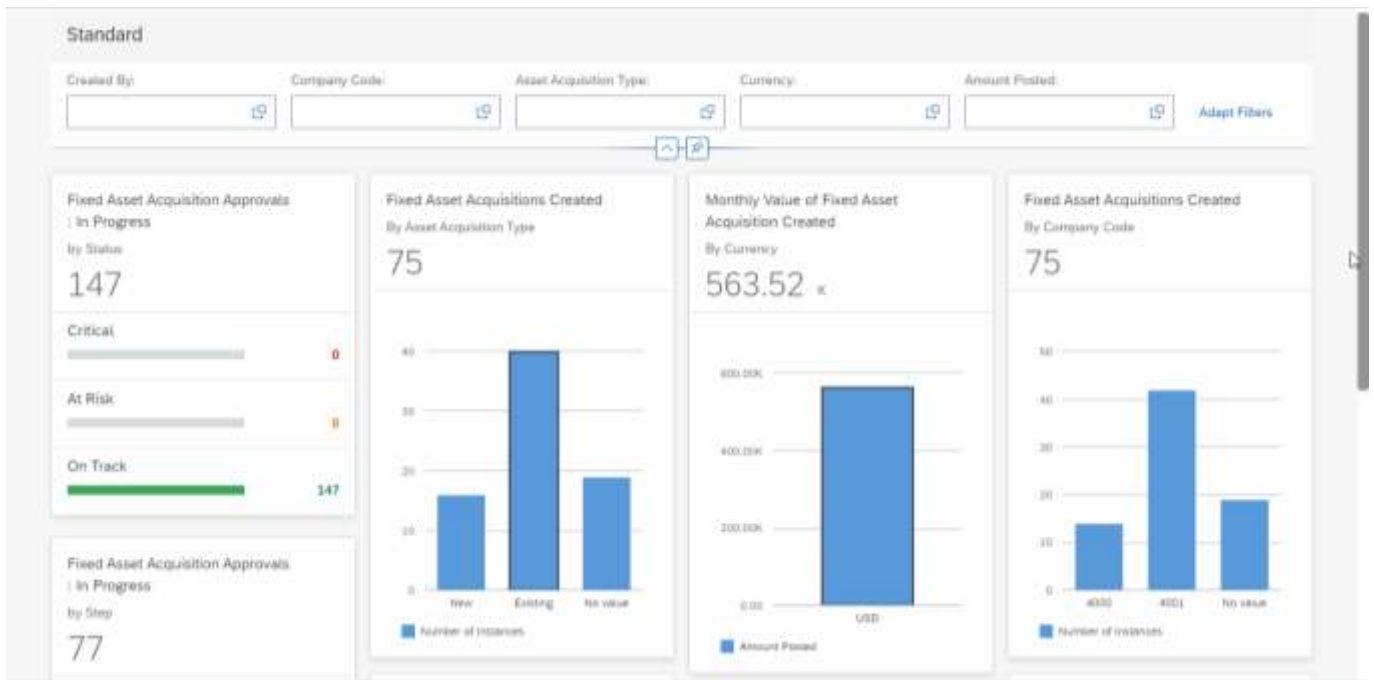 Standard
Created By:
Company Code:
Asset Acquisition Type:
Currency:
Amount Posted:
Adapt Filters
Fixed Asset Acquisition Approvals
| In Progress
by Status
147
Critical
0
At Risk
0
On Track
147
Fixed Asset Acquisition Approvals
| In Progress
by Step
77
Fixed Asset Acquisitions Created
By Asset Acquisition Type
75
40
30
20
10
0
New Existing No value
Number of Instances
Monthly Value of Fixed Asset
Acquisition Created
By Currency
563.52 K
600.00K
400.00K
200.00K
0.00
USD
Amount Posted
Fixed Asset Acquisitions Created
By Company Code
75
50
40
30
20
10
0
4000 4001 No value
Number of Instances